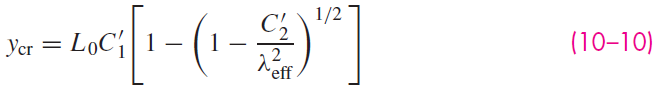 y_cr = L_0 C'_1 [ 1 − ( 1 − C'_2 / λ²_eff )^{1/2} ] (10–10)